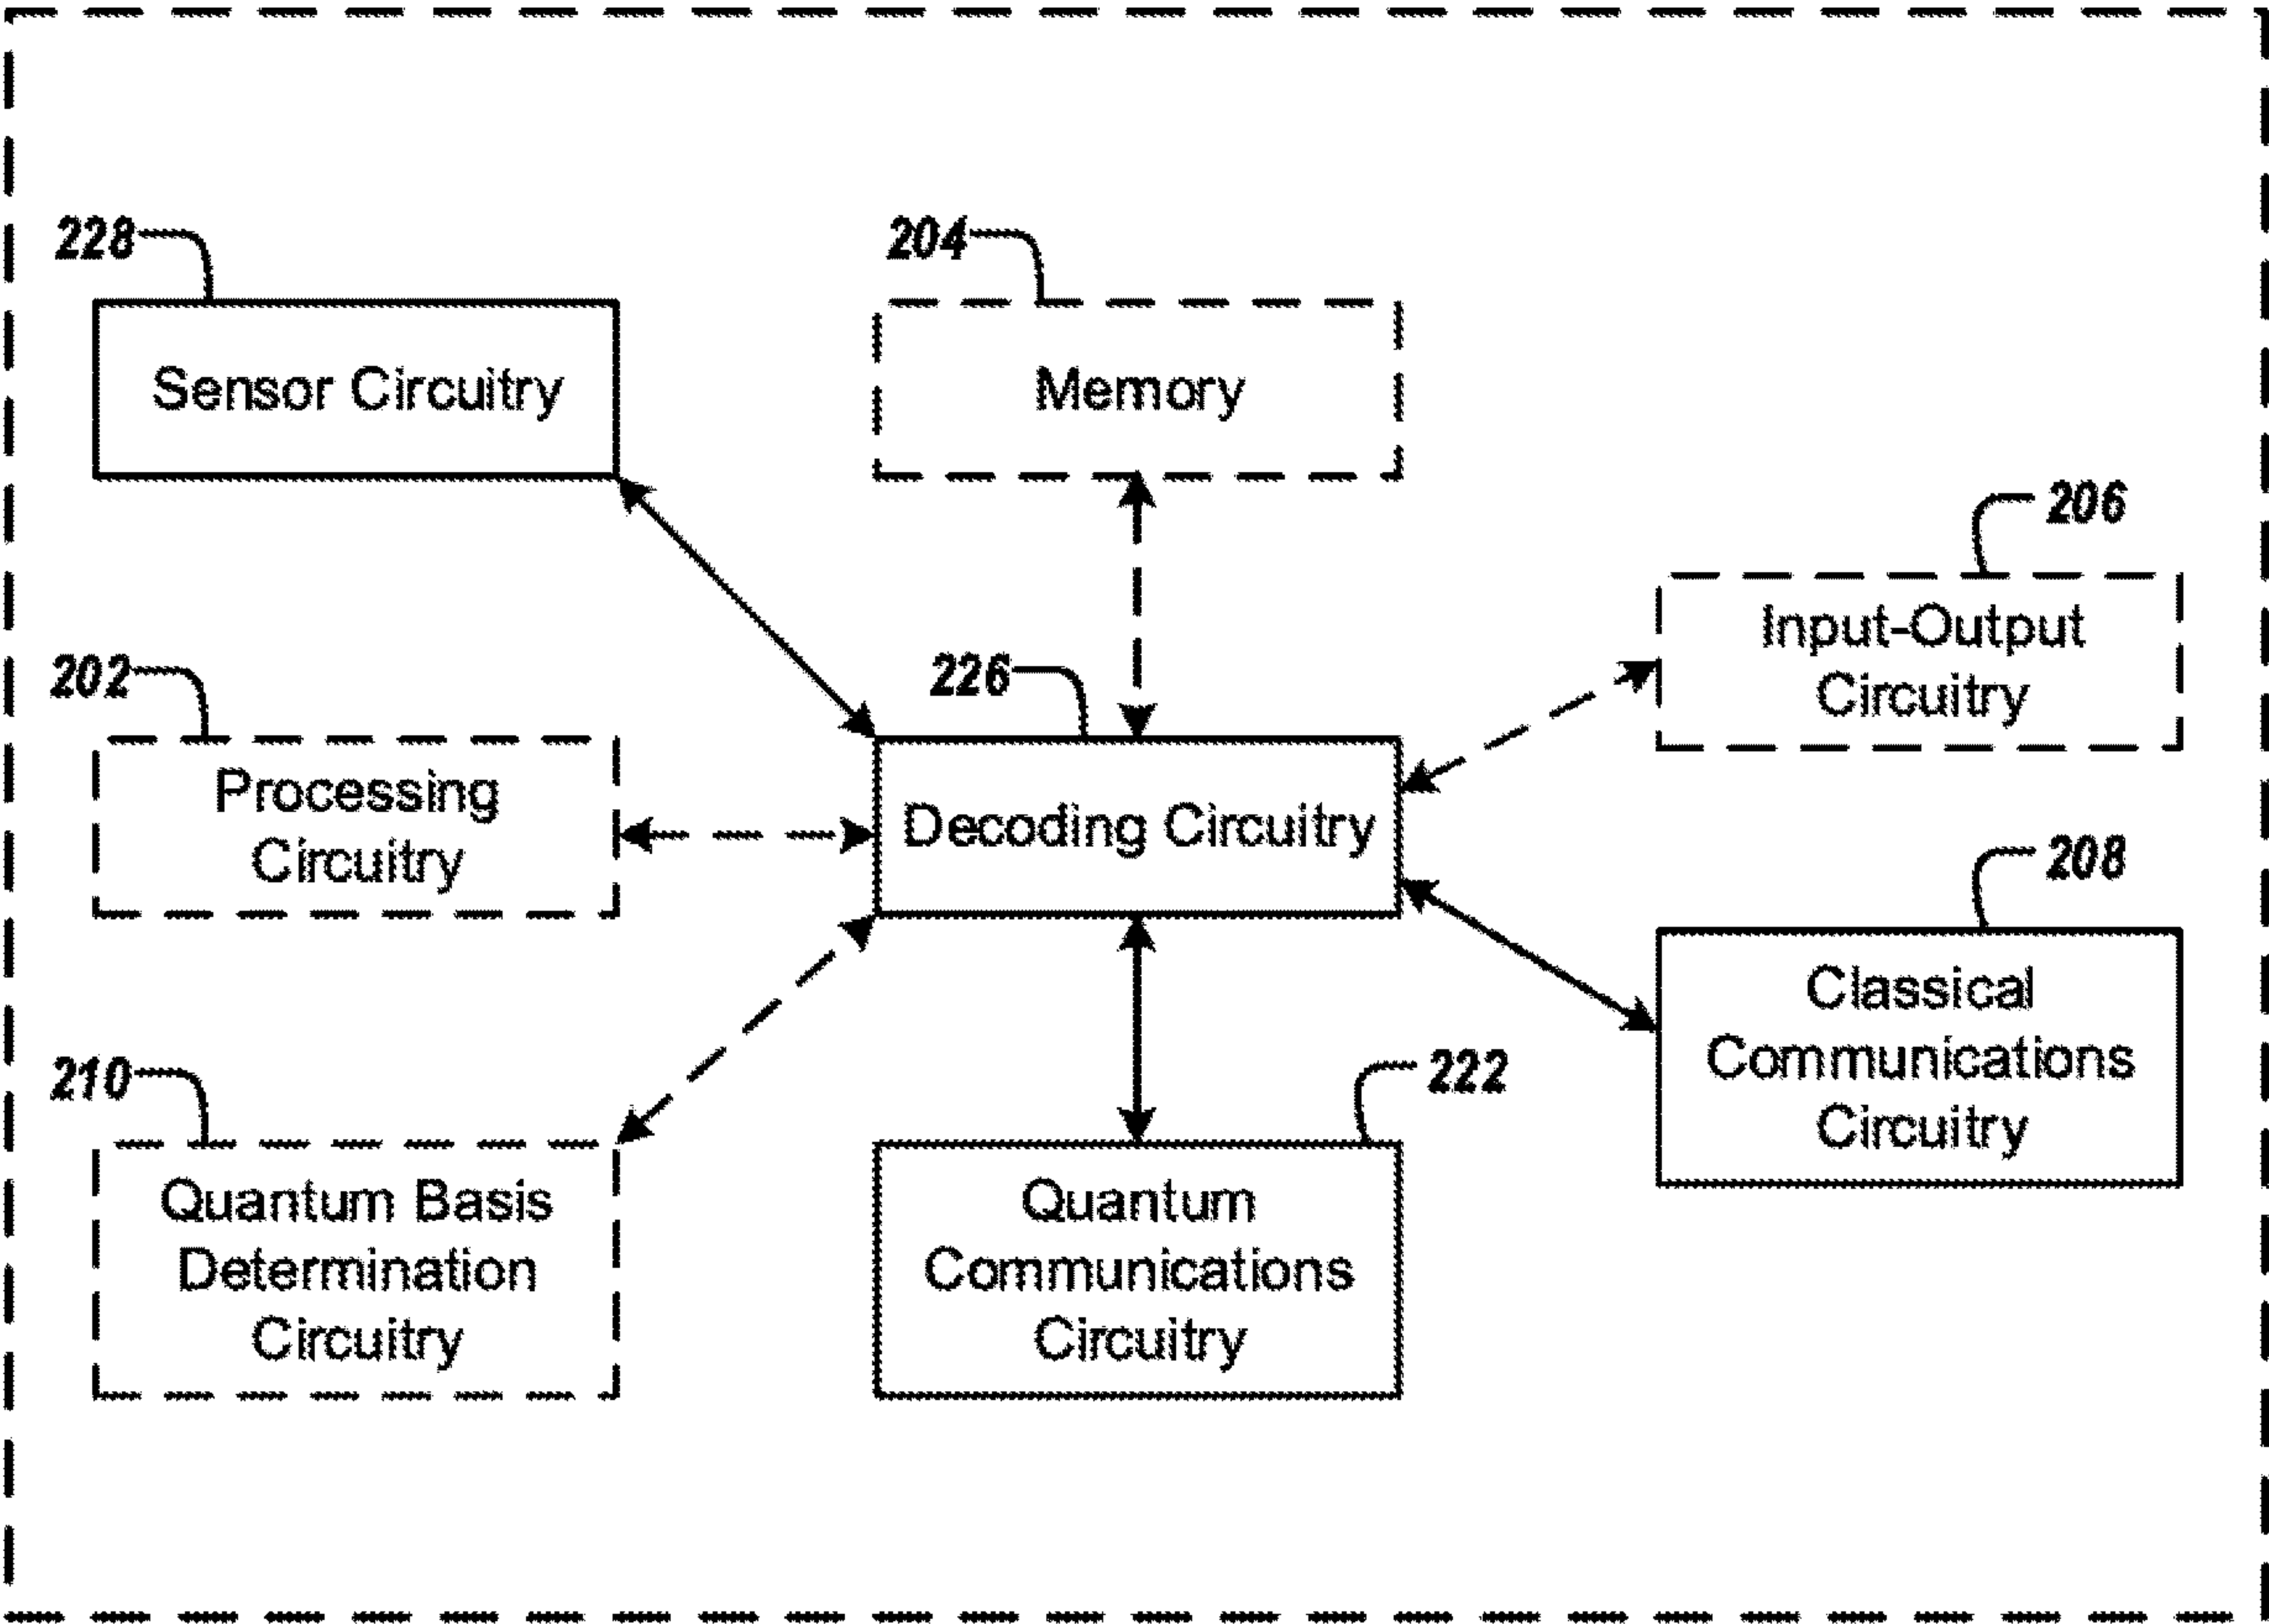 228
Sensor Circuitry
204
Memory
206
Input-Output
Circuitry
202
Processing
Circuitry
226
Decoding Circuitry
208
Classical
Communications
Circuitry
210
Quantum Basis
Determination
Circuitry
222
Quantum
Communications
Circuitry